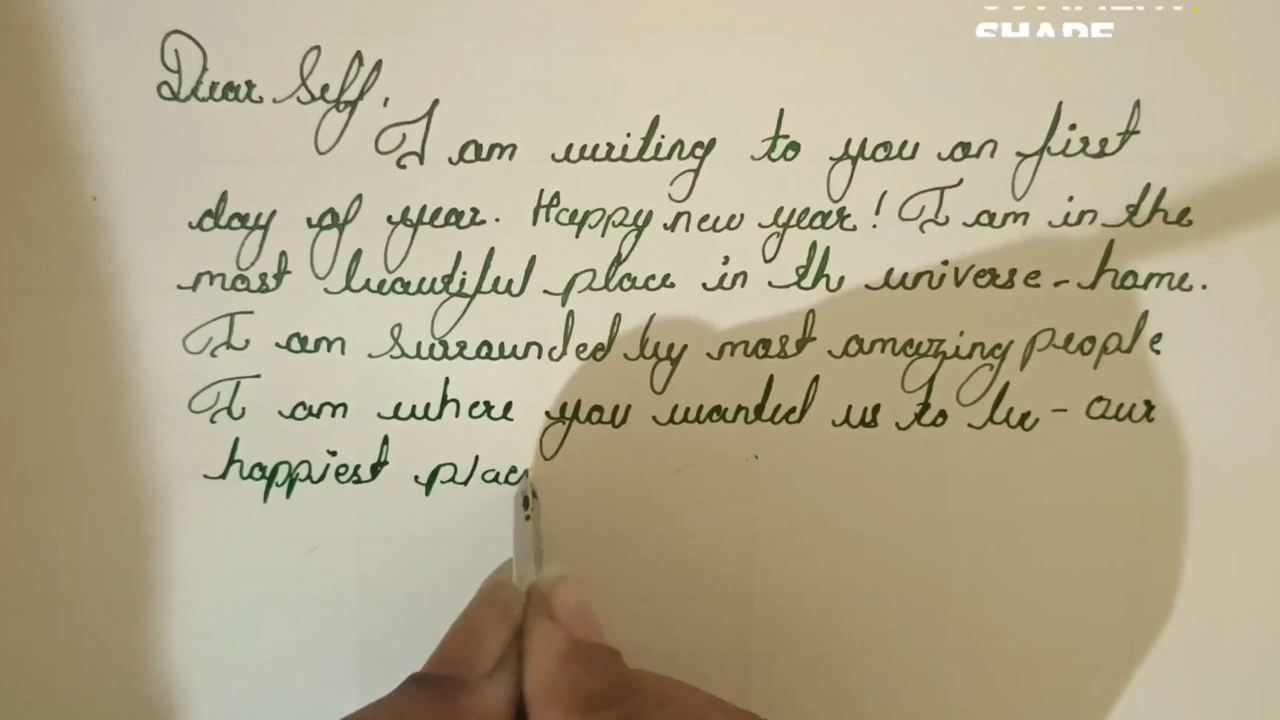 SHARE
Dear Self,
I am writing to you on first
day of year. Happy new year! I am in the
most beautiful place in the universe - home.
I am surrounded by most amazing people
I am where you wanted us to be - our
happiest plac